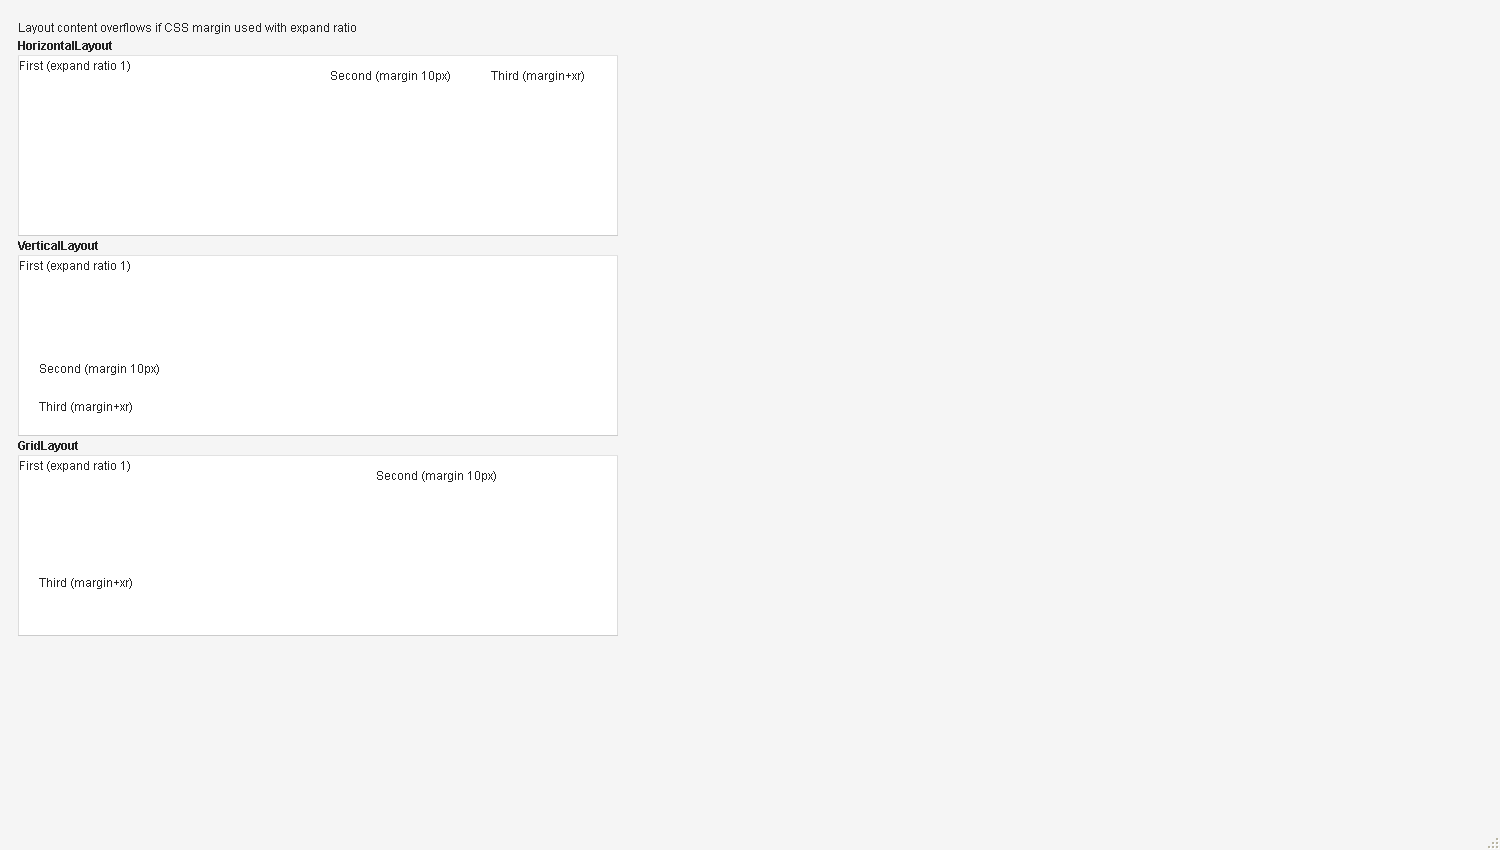 Layout content overflows if CSS margin used with expand ratio
HorizontalLayout
First (expand ratio 1)
Second (margin 10px)
Third (margin+xr)
VerticalLayout
First (expand ratio 1)
Second (margin 10px)
Third (margin+xr)
GridLayout
First (expand ratio 1)
Second (margin 10px)
Third (margin+xr)